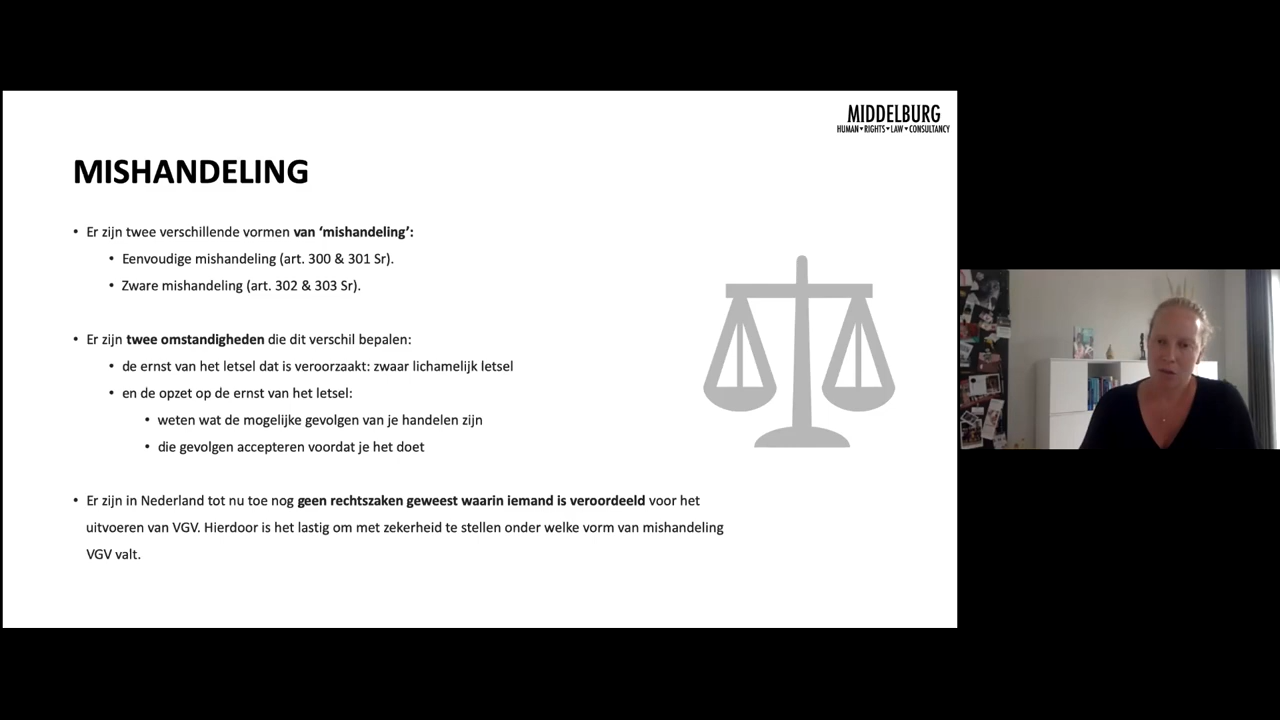 MIDDELBURG
HUMAN♥RIGHTS♥LAW♥CONSULTANCY
MISHANDELING
• Er zijn twee verschillende vormen van ‘mishandeling’:
• Eenvoudige mishandeling (art. 300 & 301 Sr).
• Zware mishandeling (art. 302 & 303 Sr).
• Er zijn twee omstandigheden die dit verschil bepalen:
• de ernst van het letsel dat is veroorzaakt: zwaar lichamelijk letsel
• en de opzet op de ernst van het letsel:
• weten wat de mogelijke gevolgen van je handelen zijn
• die gevolgen accepteren voordat je het doet
• Er zijn in Nederland tot nu toe nog geen rechtszaken geweest waarin iemand is veroordeeld voor het
uitvoeren van VGV. Hierdoor is het lastig om met zekerheid te stellen onder welke vorm van mishandeling
VGV valt.